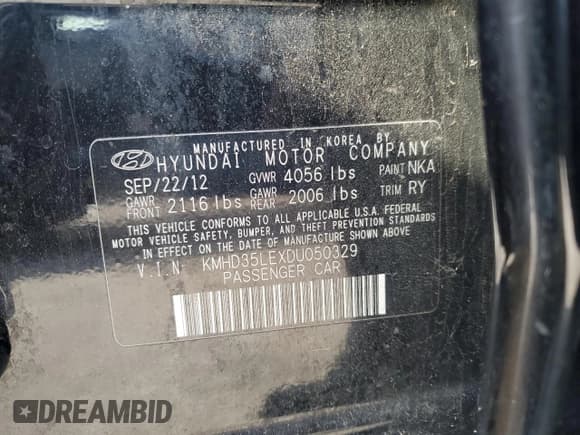 MANUFACTURED IN KOREA BY
HYUNDAI MOTOR COMPANY
SEP/22/12 GVWR 4056 lbs PAINT NKA
GAWR FRONT 2116 lbs GAWR REAR 2006 lbs TRIM RY
THIS VEHICLE CONFORMS TO ALL APPLICABLE U.S.A. FEDERAL
MOTOR VEHICLE SAFETY, BUMPER, AND THEFT PREVENTION STANDARDS
IN EFFECT ON THE DATE OF MANUFACTURE SHOWN ABOVE
V.I.N. KMHD35LEXDU050329
PASSENGER CAR
DREAMBID